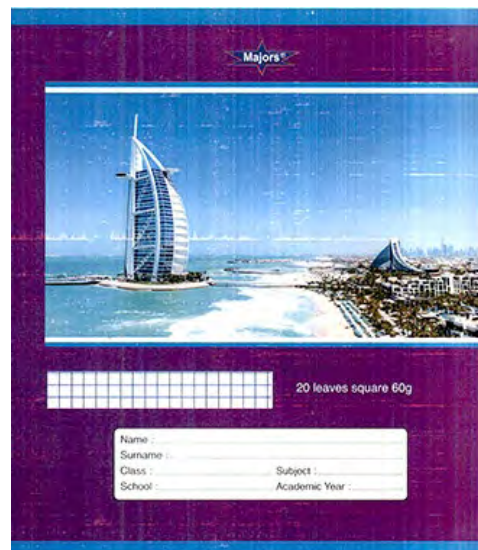 Majors®
20 leaves square 60g
Name :
Surname :
Class : Subject :
School : Academic Year :